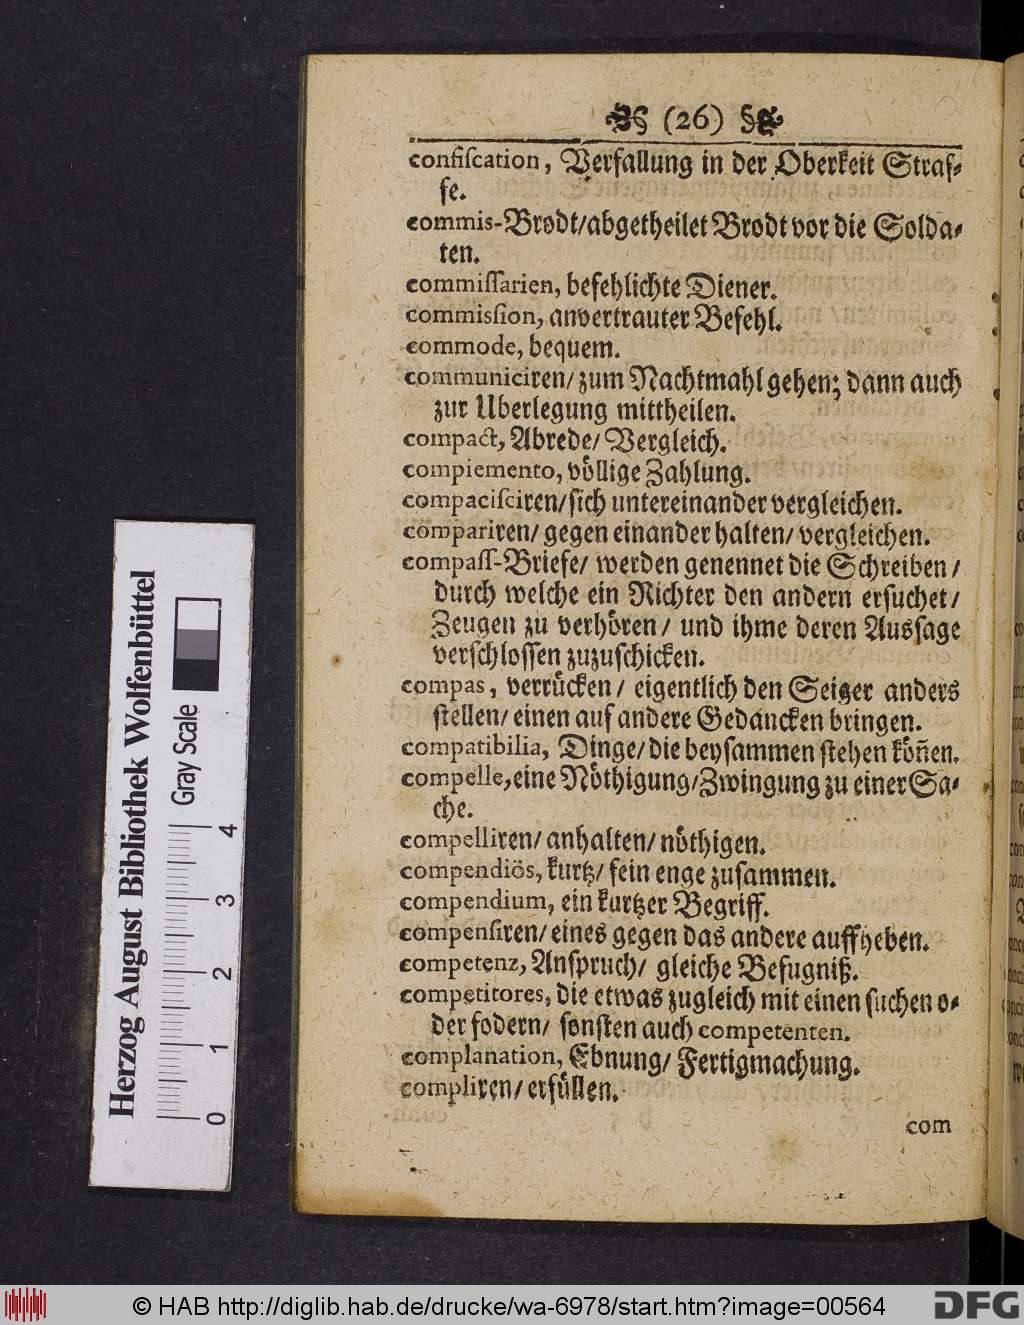 (26)
confiscation, Verfallung in der Oberkeit Straf-
fe.
commis-Brodt/abgetheilet Brodt vor die Solda-
ten.
commissarien, befehlichte Diener.
commission, anvertrauter Befehl.
commode, bequem.
communiciren/ zum Nachtmahl gehen; dann auch
zur Uberlegung mittheilen.
compact, Abrede/ Vergleich.
compiemento, völlige Zahlung.
compacisciren/sich untereinander vergleichen.
compariren/ gegen einander halten/ vergleichen.
compass-Briefe/ werden genennet die Schreiben/
durch welche ein Richter den andern ersuchet/
Zeugen zu verhören/ und ihme deren Aussage
verschlossen zuzuschicken.
compas, verrücken/ eigentlich den Seiger anders
stellen/ einen auf andere Gedancken bringen.
compatibilia, Dinge/ die beysammen stehen köñen.
compelle, eine Nöthigung/Zwingung zu einer Sa-
che.
compelliren/ anhalten/ nöthigen.
compendiös, kurtz/ fein enge zusammen.
compendium, ein kurtzer Begriff.
compensiren/ eines gegen das andere auffheben.
competenz, Anspruch/ gleiche Befugniß.
competitores, die etwas zugleich mit einen suchen o-
der fodern/ sonsten auch competenten.
complanation, Ebnung/ Fertigmachung.
compliren/ erfüllen.
com
Herzog August Bibliothek Wolfenbüttel
Gray Scale
0 1 2 3 4
© HAB http://diglib.hab.de/drucke/wa-6978/start.htm?image=00564
DFG